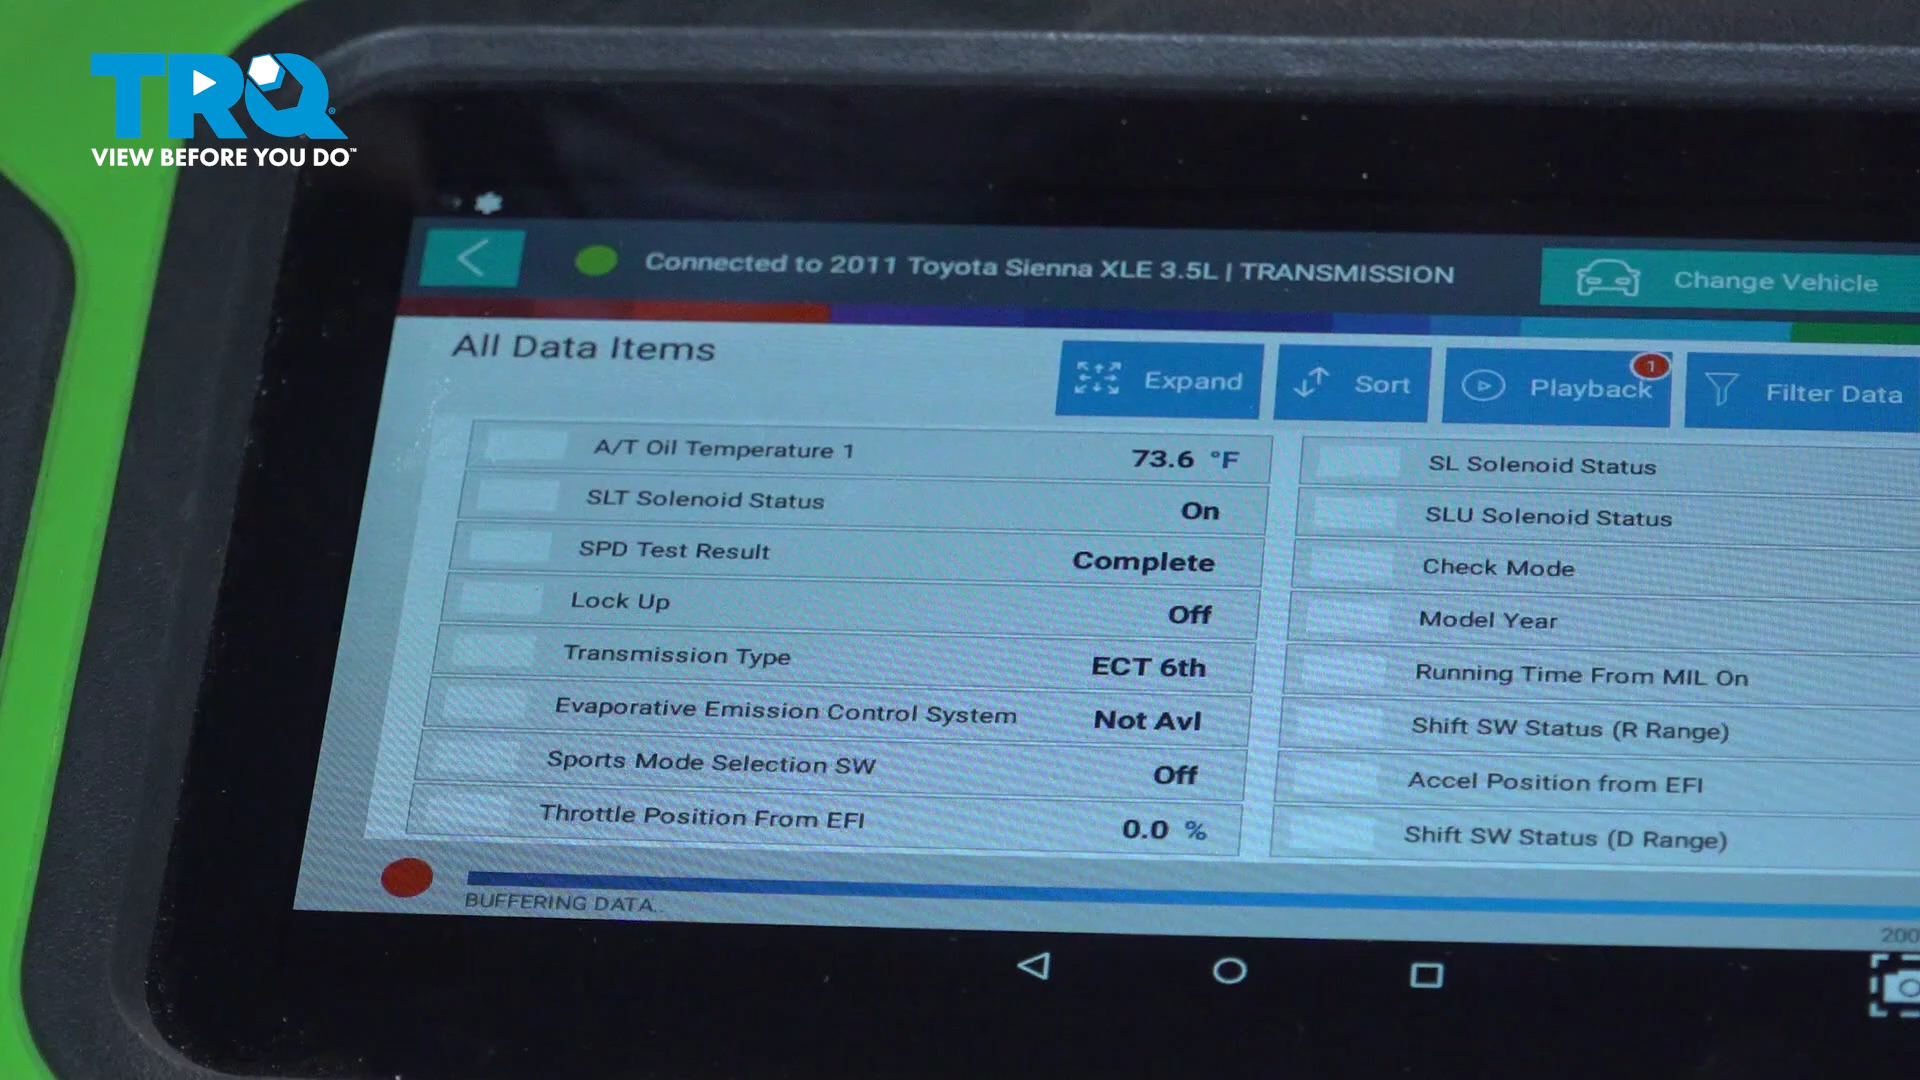 TRQ®
VIEW BEFORE YOU DO™
Connected to 2011 Toyota Sienna XLE 3.5L | TRANSMISSION
Change Vehicle
All Data Items
Expand
Sort
Playback
1
Filter Data
A/T Oil Temperature 1 73.6 °F
SL Solenoid Status
SLT Solenoid Status On
SLU Solenoid Status
SPD Test Result Complete
Check Mode
Lock Up Off
Model Year
Transmission Type ECT 6th
Running Time From MIL On
Evaporative Emission Control System Not Avl
Shift SW Status (R Range)
Sports Mode Selection SW Off
Accel Position from EFI
Throttle Position From EFI 0.0 %
Shift SW Status (D Range)
BUFFERING DATA..
200